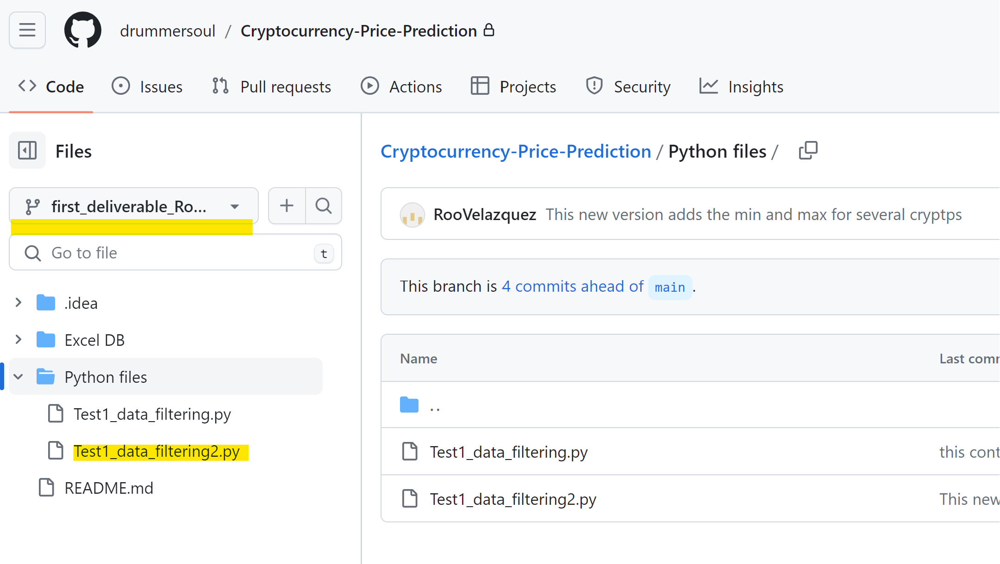 drummersoul / Cryptocurrency-Price-Prediction
Code Issues Pull requests Actions Projects Security Insights
Files
first_deliverable_Ro...
Go to file t
.idea
Excel DB
Python files
Test1_data_filtering.py
Test1_data_filtering2.py
README.md
Cryptocurrency-Price-Prediction / Python files /
RooVelazquez This new version adds the min and max for several cryptps
This branch is 4 commits ahead of main .
Name Last comm
..
Test1_data_filtering.py this cont
Test1_data_filtering2.py This new